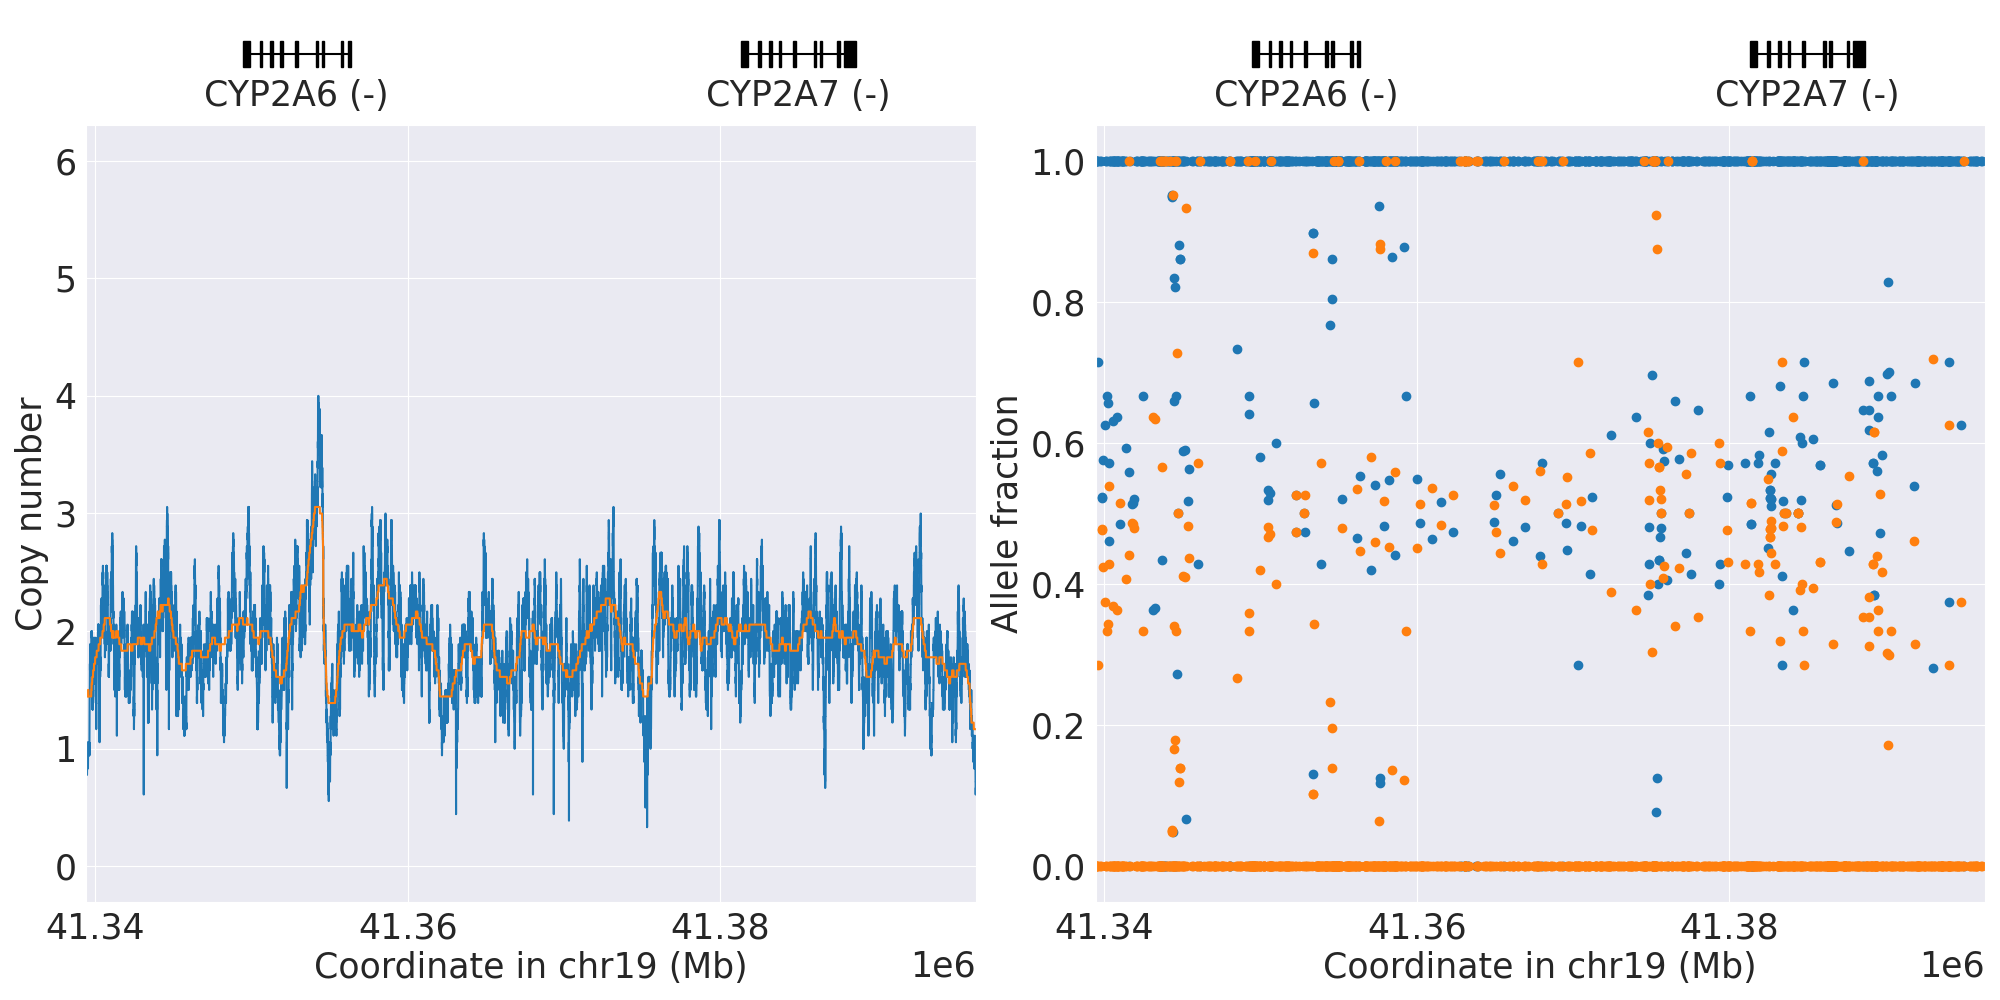 CYP2A6 (-)
CYP2A7 (-)
6
5
4
3
2
1
0
Copy number
41.34
41.36
41.38
Coordinate in chr19 (Mb)
1e6
CYP2A6 (-)
CYP2A7 (-)
1.0
0.8
0.6
0.4
0.2
0.0
Allele fraction
41.34
41.36
41.38
Coordinate in chr19 (Mb)
1e6